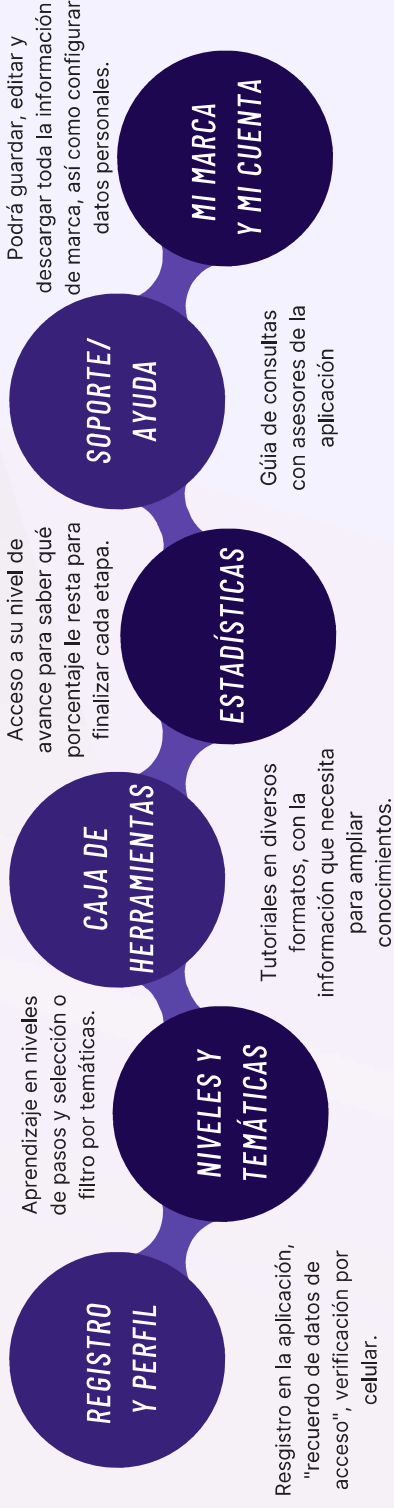 REGISTRO
Y PERFIL
Resgistro en la aplicación,
"recuerdo de datos de
acceso", verificación por
celular.
NIVELES Y
TEMÁTICAS
Aprendizaje en niveles
de pasos y selección o
filtro por temáticas.
CAJA DE
HERRAMIENTAS
Tutoriales en diversos
formatos, con la
información que necesita
para ampliar
conocimientos.
ESTADÍSTICAS
Acceso a su nivel de
avance para saber qué
porcentaje le resta para
finalizar cada etapa.
SOPORTE/
AYUDA
Gúia de consultas
con asesores de la
aplicación
MI MARCA
Y MI CUENTA
Podrá guardar, editar y
descargar toda la información
de marca, así como configurar
datos personales.